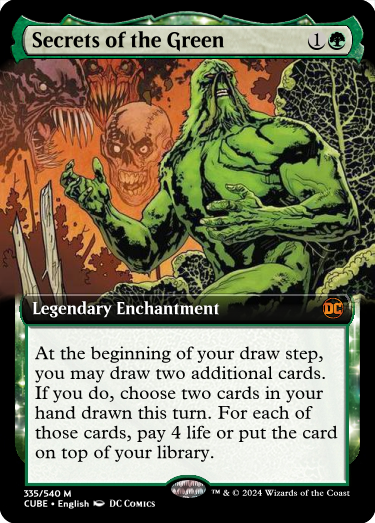 Secrets of the Green 1
Legendary Enchantment DC
At the beginning of your draw step,
you may draw two additional cards.
If you do, choose two cards in your
hand drawn this turn. For each of
those cards, pay 4 life or put the card
on top of your library.
335/540 M
CUBE • English DC Comics
™ & © 2024 Wizards of the Coast